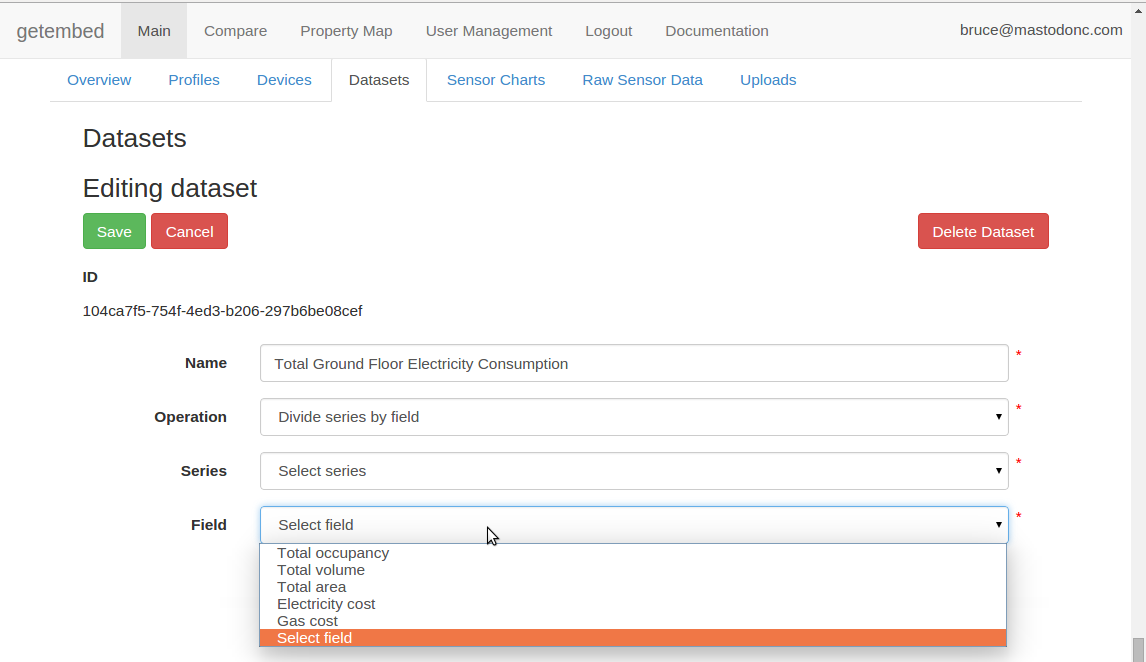 getembed Main Compare Property Map User Management Logout Documentation bruce@mastodonc.com
Overview Profiles Devices Datasets Sensor Charts Raw Sensor Data Uploads
Datasets
Editing dataset
Save Cancel Delete Dataset
ID
104ca7f5-754f-4ed3-b206-297b6be08cef
Name Total Ground Floor Electricity Consumption *
Operation Divide series by field *
Series Select series *
Field Select field *
Total occupancy
Total volume
Total area
Electricity cost
Gas cost
Select field